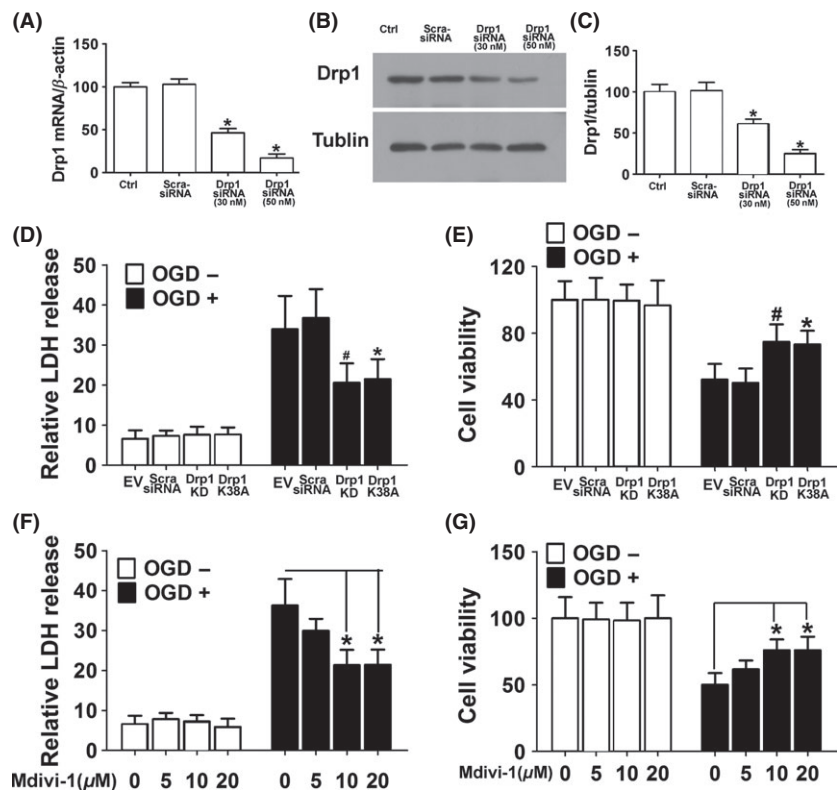 (A)
Drp1 mRNA/β-actin
150
100
50
0
*
*
Ctrl
Scra-
siRNA
Drp1
siRNA
(30 nM)
Drp1
siRNA
(50 nM)
(B)
Ctrl
Scra-
siRNA
Drp1
siRNA
(30 nM)
Drp1
siRNA
(50 nM)
Drp1
Tublin
(C)
Drp1/tublin
150
100
50
0
*
*
Ctrl
Scra-
siRNA
Drp1
siRNA
(30 nM)
Drp1
siRNA
(50 nM)
(D)
Relative LDH release
50
40
30
20
10
0
OGD –
OGD +
#
*
EV
Scra
siRNA
Drp1
KD
Drp1
K38A
EV
Scra
siRNA
Drp1
KD
Drp1
K38A
(E)
Cell viability
120
80
40
0
OGD –
OGD +
#
*
EV
Scra
siRNA
Drp1
KD
Drp1
K38A
EV
Scra
siRNA
Drp1
KD
Drp1
K38A
(F)
Relative LDH release
50
40
30
20
10
0
OGD –
OGD +
*
*
Mdivi-1(μM) 0 5 10 20 0 5 10 20
(G)
Cell viability
150
100
50
0
OGD –
OGD +
*
*
Mdivi-1(μM) 0 5 10 20 0 5 10 20